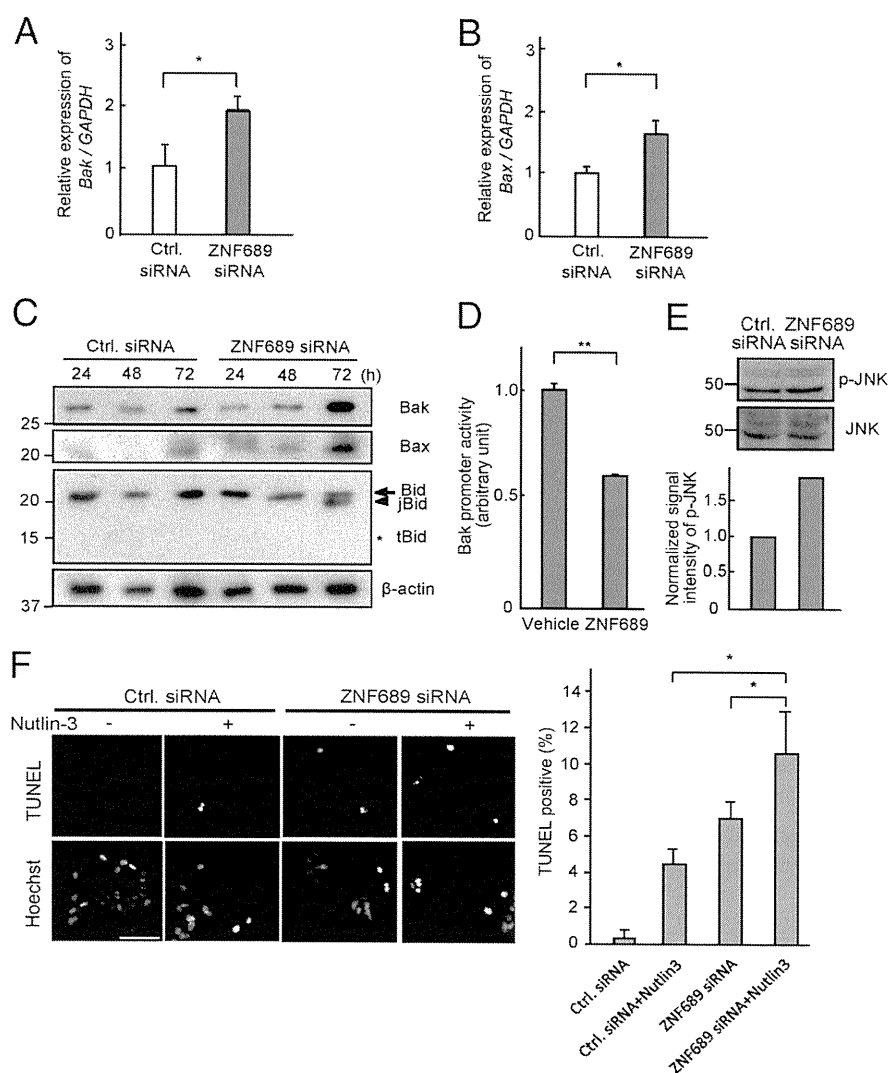 A
Relative expression of
Bak / GAPDH
3
2
1
0
*
Ctrl.
siRNA
ZNF689
siRNA
B
Relative expression of
Bax / GAPDH
3
2
1
0
*
Ctrl.
siRNA
ZNF689
siRNA
C
Ctrl. siRNA
ZNF689 siRNA
24 48 72 24 48 72 (h)
25
Bak
20
Bax
20
Bid
jBid
15
* tBid
37
β-actin
D
Bak promoter activity
(arbitrary unit)
1.0
0.5
0
**
Vehicle ZNF689
E
Ctrl. ZNF689
siRNA siRNA
50
p-JNK
50
JNK
Normalized signal
intensity of p-JNK
1.5
1.0
0
F
Ctrl. siRNA
ZNF689 siRNA
Nutlin-3 - + - +
TUNEL
Hoechst
TUNEL positive (%)
14
12
10
8
6
4
2
0
*
*
Ctrl. siRNA
Ctrl. siRNA+Nutlin3
ZNF689 siRNA
ZNF689 siRNA+Nutlin3